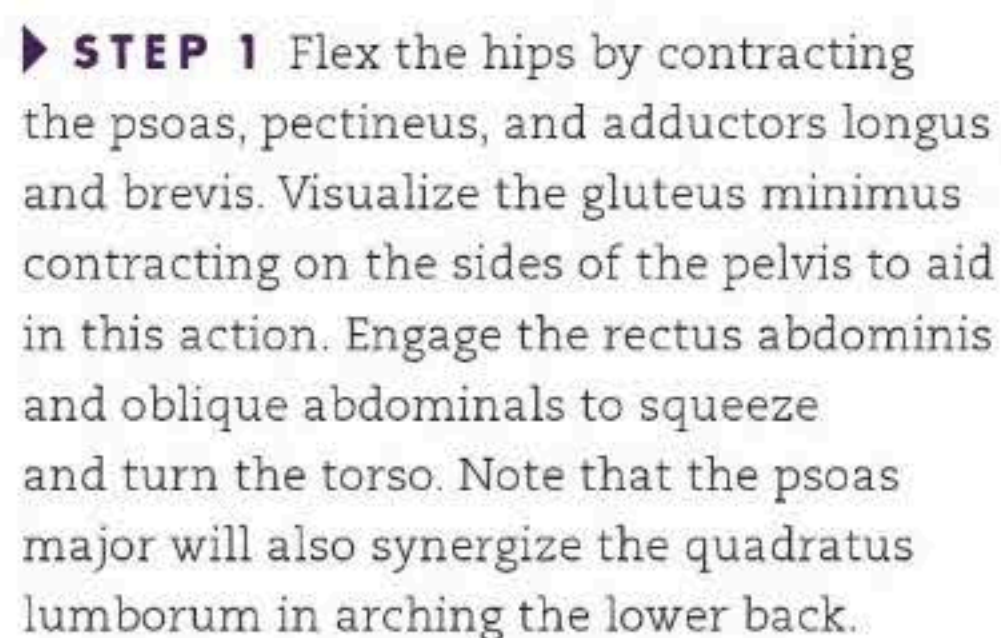 STEP 1 Flex the hips by contracting
the psoas, pectineus, and adductors longus
and brevis. Visualize the gluteus minimus
contracting on the sides of the pelvis to aid
in this action. Engage the rectus abdominis
and oblique abdominals to squeeze
and turn the torso. Note that the psoas
major will also synergize the quadratus
lumborum in arching the lower back.